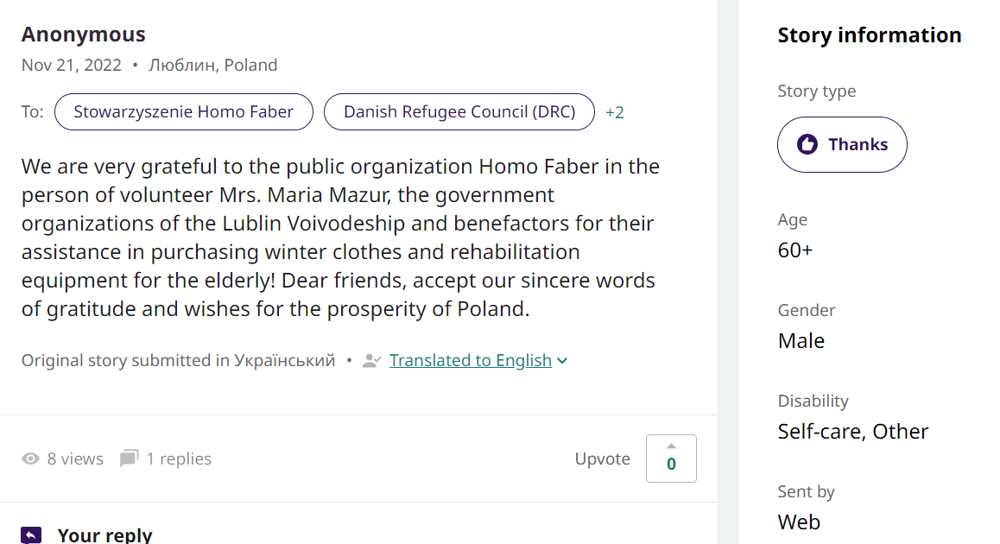 Anonymous
Nov 21, 2022 • Люблин, Poland
To: Stowarzyszenie Homo Faber Danish Refugee Council (DRC) +2
We are very grateful to the public organization Homo Faber in the
person of volunteer Mrs. Maria Mazur, the government
organizations of the Lublin Voivodeship and benefactors for their
assistance in purchasing winter clothes and rehabilitation
equipment for the elderly! Dear friends, accept our sincere words
of gratitude and wishes for the prosperity of Poland.
Original story submitted in Український • Translated to English
8 views 1 replies Upvote 0
Your reply
Story information
Story type
Thanks
Age
60+
Gender
Male
Disability
Self-care, Other
Sent by
Web